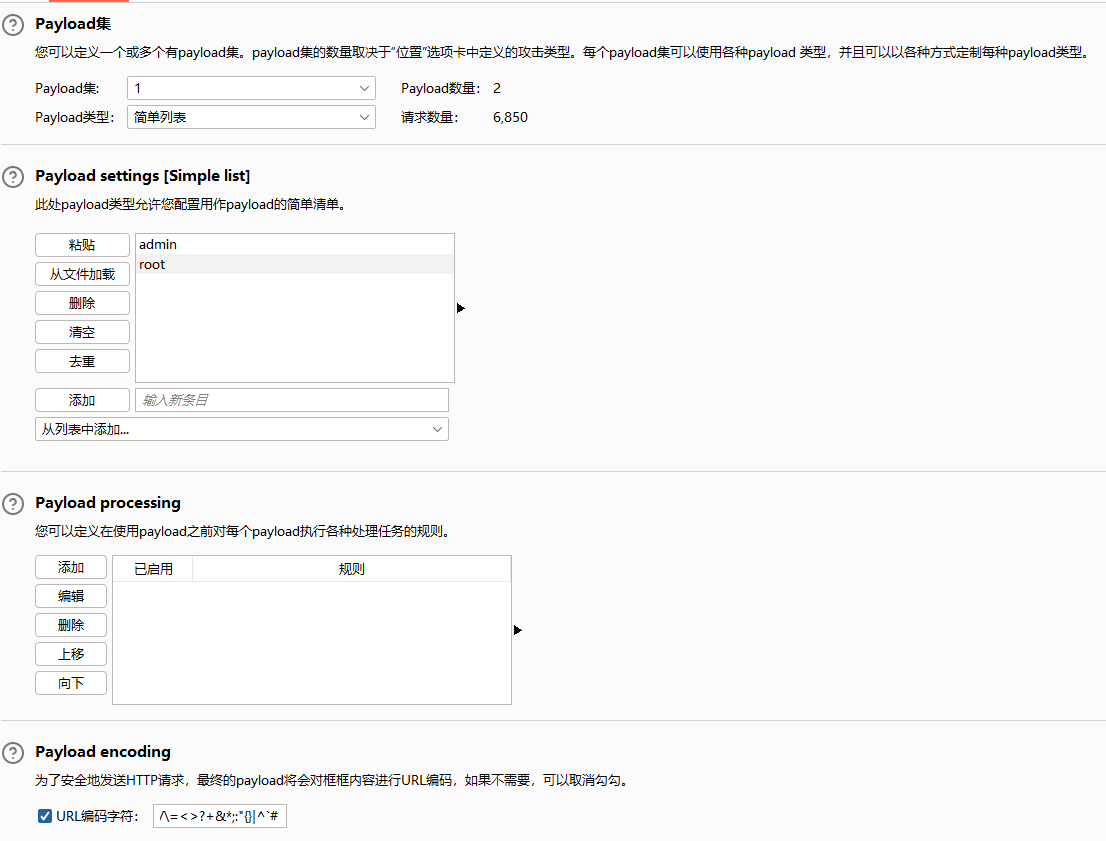 Payload集
您可以定义一个或多个有payload集。payload集的数量取决于“位置”选项卡中定义的攻击类型。每个payload集可以使用各种payload 类型，并且可以以各种方式定制每种payload类型。
Payload集: 1 Payload数量： 2
Payload类型： 简单列表 请求数量： 6,850
Payload settings [Simple list]
此处payload类型允许您配置用作payload的简单清单。
粘贴 admin
从文件加载 root
删除
清空
去重
添加 输入新条目
从列表中添加...
Payload processing
您可以定义在使用payload之前对每个payload执行各种处理任务的规则。
添加 已启用 规则
编辑
删除
上移
向下
Payload encoding
为了安全地发送HTTP请求，最终的payload将会对框框内容进行URL编码，如果不需要，可以取消勾勾。
URL编码字符： /\=<>?+&*;:"{}|^`#